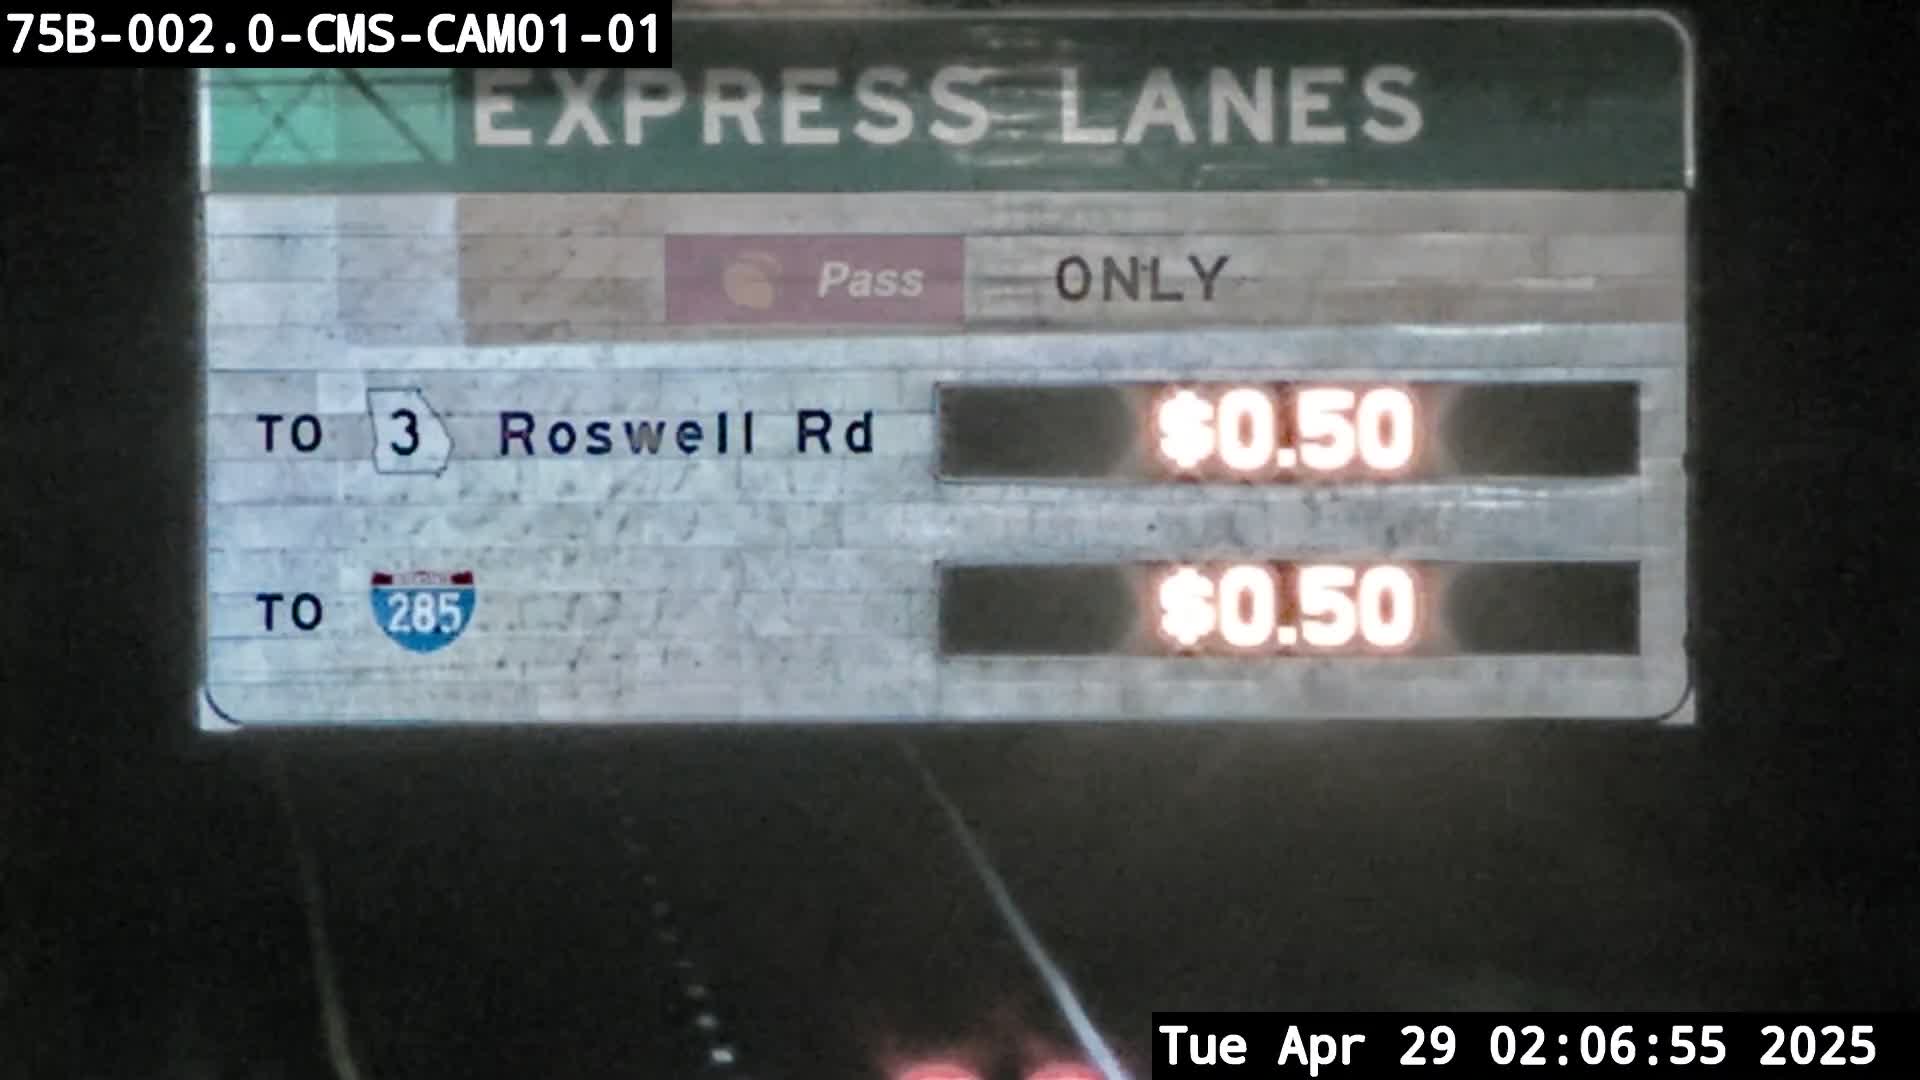 75B-002.0-CMS-CAM01-01
EXPRESS LANES
Pass ONLY
TO 3 Roswell Rd $0.50
TO 285 $0.50
Tue Apr 29 02:06:55 2025